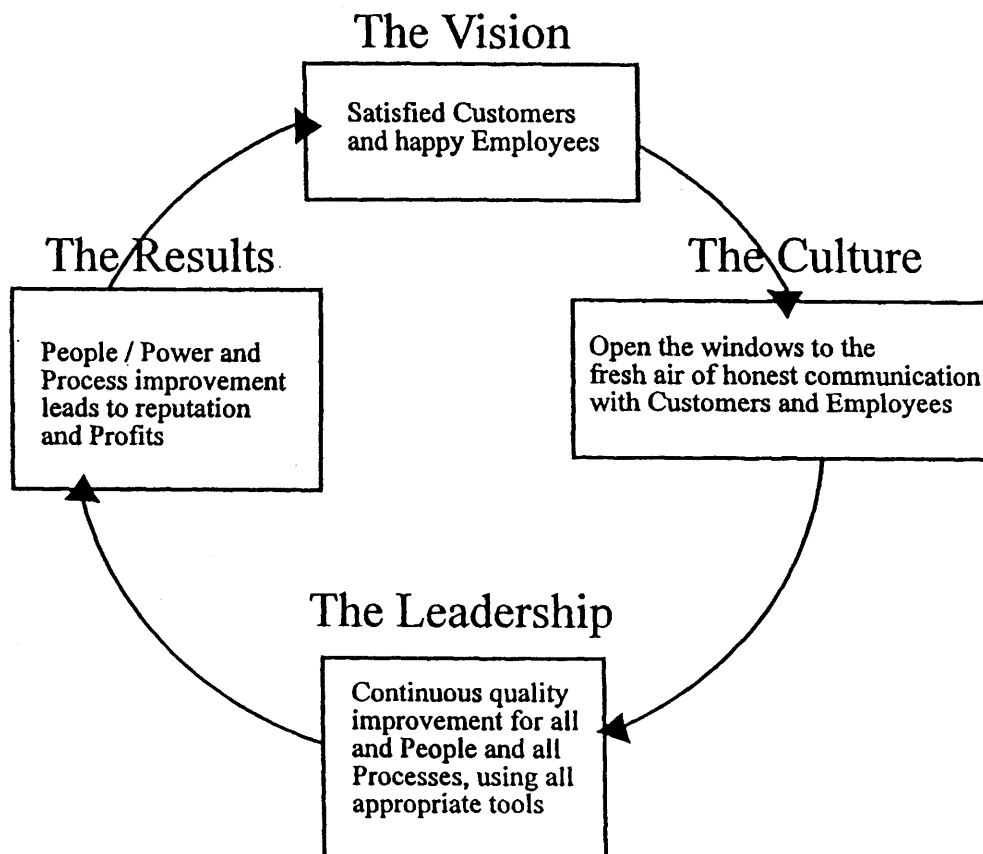 The Vision
Satisfied Customers
and happy Employees
The Culture
Open the windows to the
fresh air of honest communication
with Customers and Employees
The Leadership
Continuous quality
improvement for all
and People and all
Processes, using all
appropriate tools
The Results
People / Power and
Process improvement
leads to reputation
and Profits